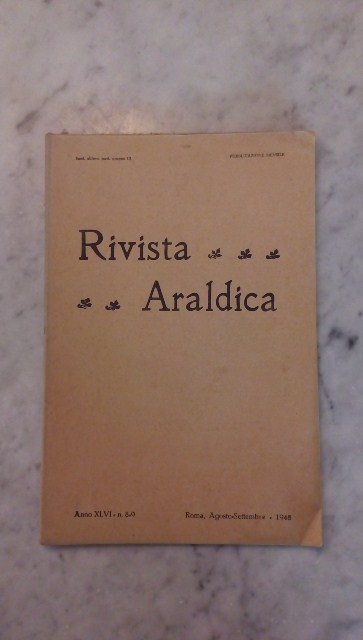 Rivista
Araldica
Anno XLVI - n. 8-9
Roma, Agosto-Settembre - 1948